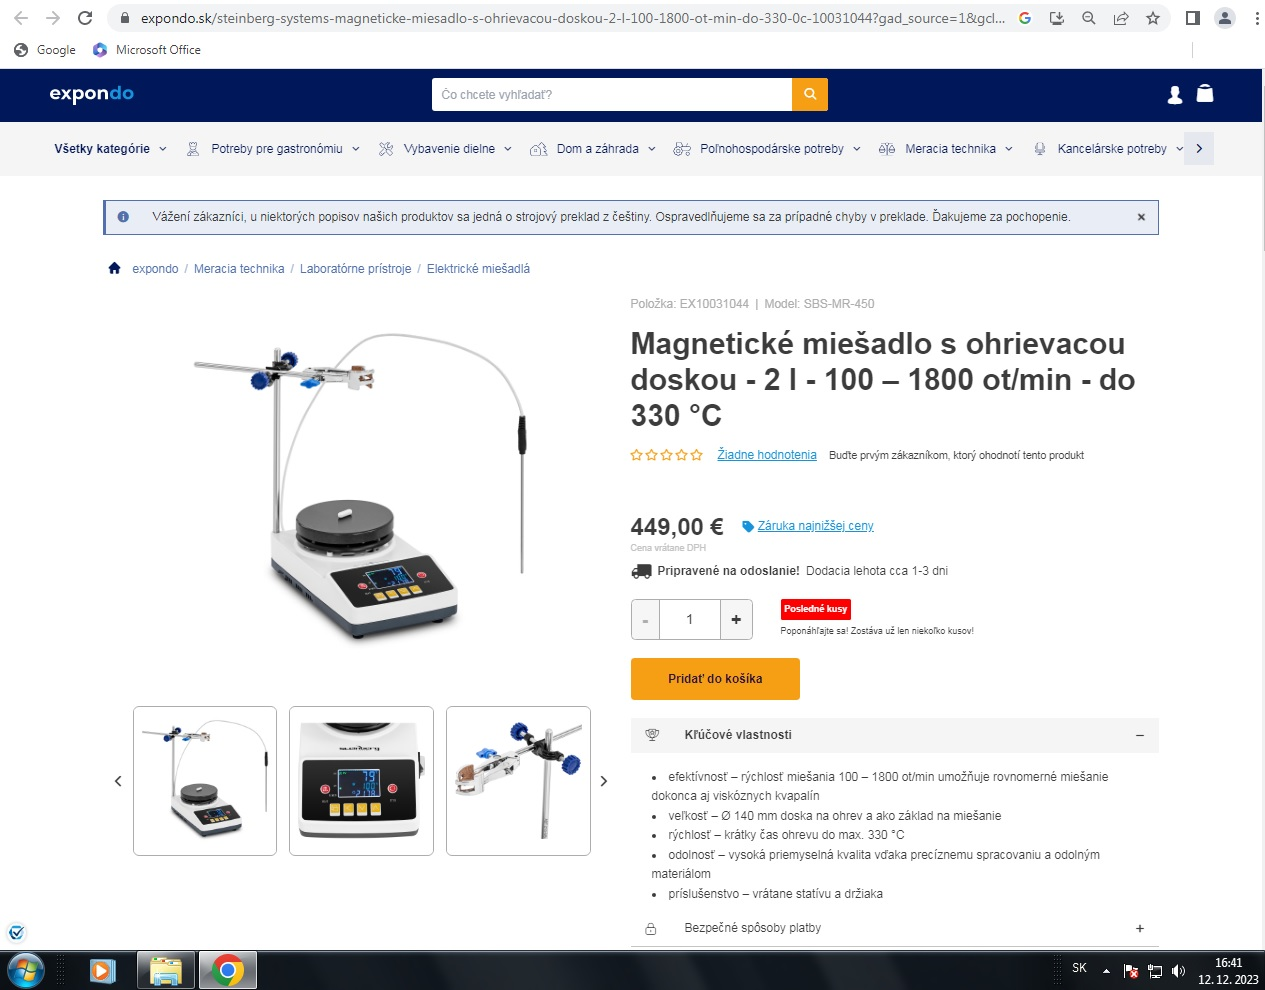 expondo.sk/steinberg-systems-magneticke-miesadlo-s-ohrievacou-doskou-2-l-100-1800-ot-min-do-330-0c-10031044?gad_source=1&gcl...
Google
Microsoft Office
expondo
Čo chcete vyhľadať?
Všetky kategórie
Potreby pre gastronómiu
Vybavenie dielne
Dom a záhrada
Poľnohospodárske potreby
Meracia technika
Kancelárske potreby
Vážení zákazníci, u niektorých popisov našich produktov sa jedná o strojový preklad z češtiny. Ospravedlňujeme sa za prípadné chyby v preklade. Ďakujeme za pochopenie.
expondo / Meracia technika / Laboratórne prístroje / Elektrické miešadlá
Položka: EX10031044 | Model: SBS-MR-450
Magnetické miešadlo s ohrievacou
doskou - 2 l - 100 – 1800 ot/min - do
330 °C
Žiadne hodnotenia
Buďte prvým zákazníkom, ktorý ohodnotí tento produkt
449,00 €
Záruka najnižšej ceny
Cena vrátane DPH
Pripravené na odoslanie! Dodacia lehota cca 1-3 dni
- 1 +
Posledné kusy
Poponáhľajte sa! Zostáva už len niekoľko kusov!
Pridať do košíka
Kľúčové vlastnosti
efektívnosť – rýchlosť miešania 100 – 1800 ot/min umožňuje rovnomerné miešanie
dokonca aj viskóznych kvapalín
veľkosť – Ø 140 mm doska na ohrev a ako základ na miešanie
rýchlosť – krátky čas ohrevu do max. 330 °C
odolnosť – vysoká priemyselná kvalita vďaka precíznemu spracovaniu a odolným
materiálom
príslušenstvo – vrátane statívu a držiaka
Bezpečné spôsoby platby
SK
16:41
12. 12. 2023